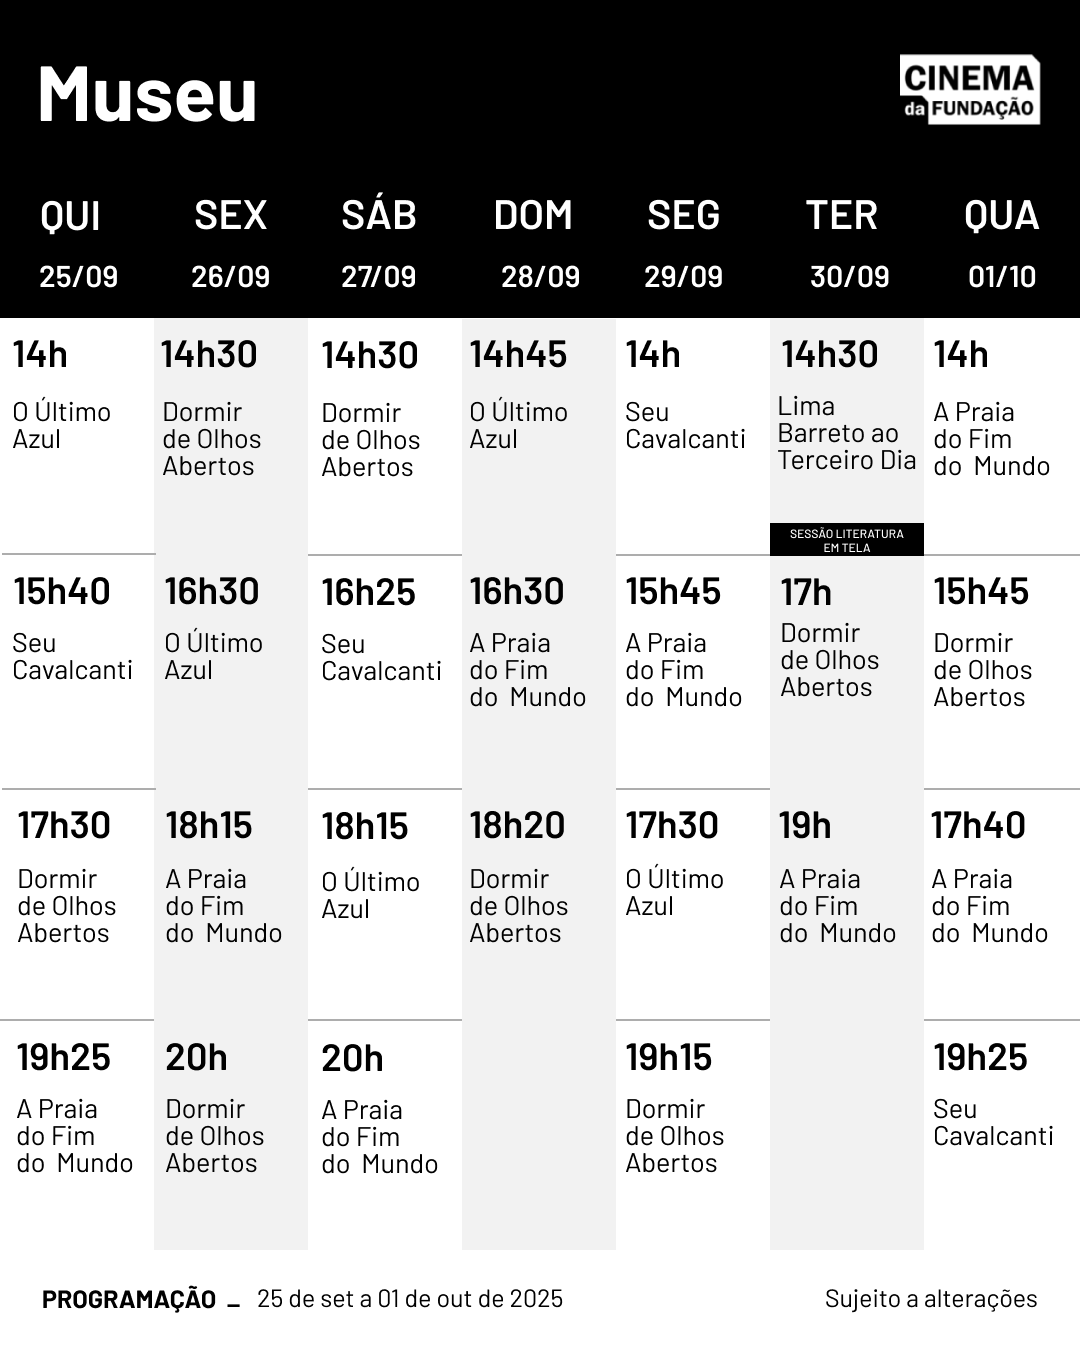 Museu
CINEMA
da FUNDAÇÃO
QUI
SEX
SÁB
DOM
SEG
TER
QUA
25/09
26/09
27/09
28/09
29/09
30/09
01/10
14h
O Último
Azul
14h30
Dormir
de Olhos
Abertos
14h30
Dormir
de Olhos
Abertos
14h45
O Último
Azul
14h
Seu
Cavalcanti
14h30
Lima
Barreto ao
Terceiro Dia
SESSÃO LITERATURA
EM TELA
14h
A Praia
do Fim
do Mundo
15h40
Seu
Cavalcanti
16h30
O Último
Azul
16h25
Seu
Cavalcanti
16h30
A Praia
do Fim
do Mundo
15h45
A Praia
do Fim
do Mundo
17h
Dormir
de Olhos
Abertos
15h45
Dormir
de Olhos
Abertos
17h30
Dormir
de Olhos
Abertos
18h15
A Praia
do Fim
do Mundo
18h15
O Último
Azul
18h20
Dormir
de Olhos
Abertos
17h30
O Último
Azul
19h
A Praia
do Fim
do Mundo
17h40
A Praia
do Fim
do Mundo
19h25
A Praia
do Fim
do Mundo
20h
Dormir
de Olhos
Abertos
20h
A Praia
do Fim
do Mundo
19h15
Dormir
de Olhos
Abertos
19h25
Seu
Cavalcanti
PROGRAMAÇÃO _ 25 de set a 01 de out de 2025
Sujeito a alterações